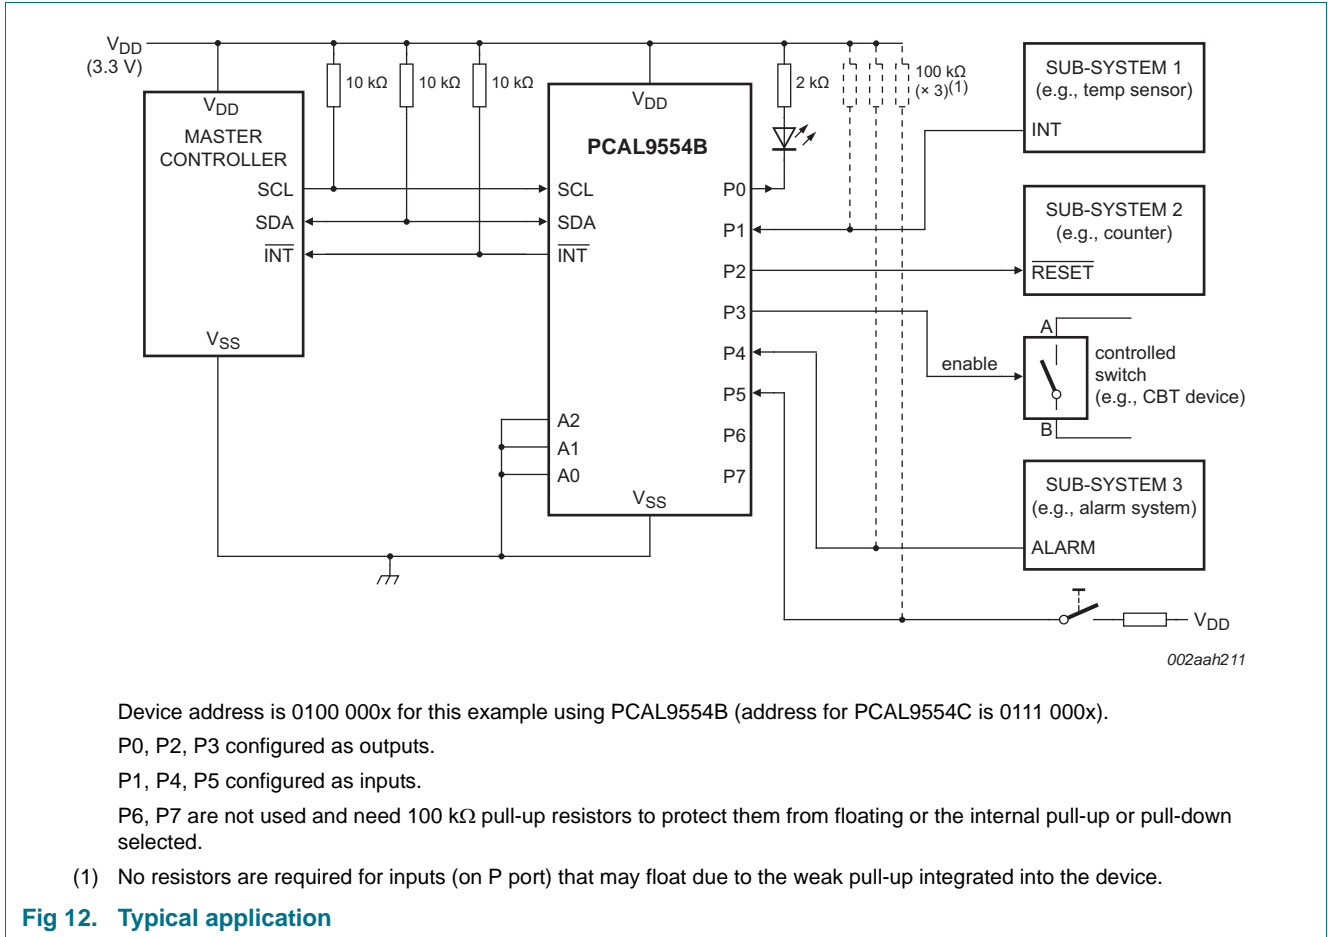 VDD
(3.3 V)
10 kΩ
10 kΩ
10 kΩ
2 kΩ
100 kΩ
(× 3)(1)
VDD
MASTER
CONTROLLER
SCL
SDA
INT
VSS
VDD
PCAL9554B
SCL
SDA
INT
A2
A1
A0
VSS
P0
P1
P2
P3
P4
P5
P6
P7
SUB-SYSTEM 1
(e.g., temp sensor)
INT
SUB-SYSTEM 2
(e.g., counter)
RESET
enable
A
B
controlled
switch
(e.g., CBT device)
SUB-SYSTEM 3
(e.g., alarm system)
ALARM
VDD
002aah211
Device address is 0100 000x for this example using PCAL9554B (address for PCAL9554C is 0111 000x).
P0, P2, P3 configured as outputs.
P1, P4, P5 configured as inputs.
P6, P7 are not used and need 100 kΩ pull-up resistors to protect them from floating or the internal pull-up or pull-down
selected.
(1) No resistors are required for inputs (on P port) that may float due to the weak pull-up integrated into the device.
Fig 12. Typical application